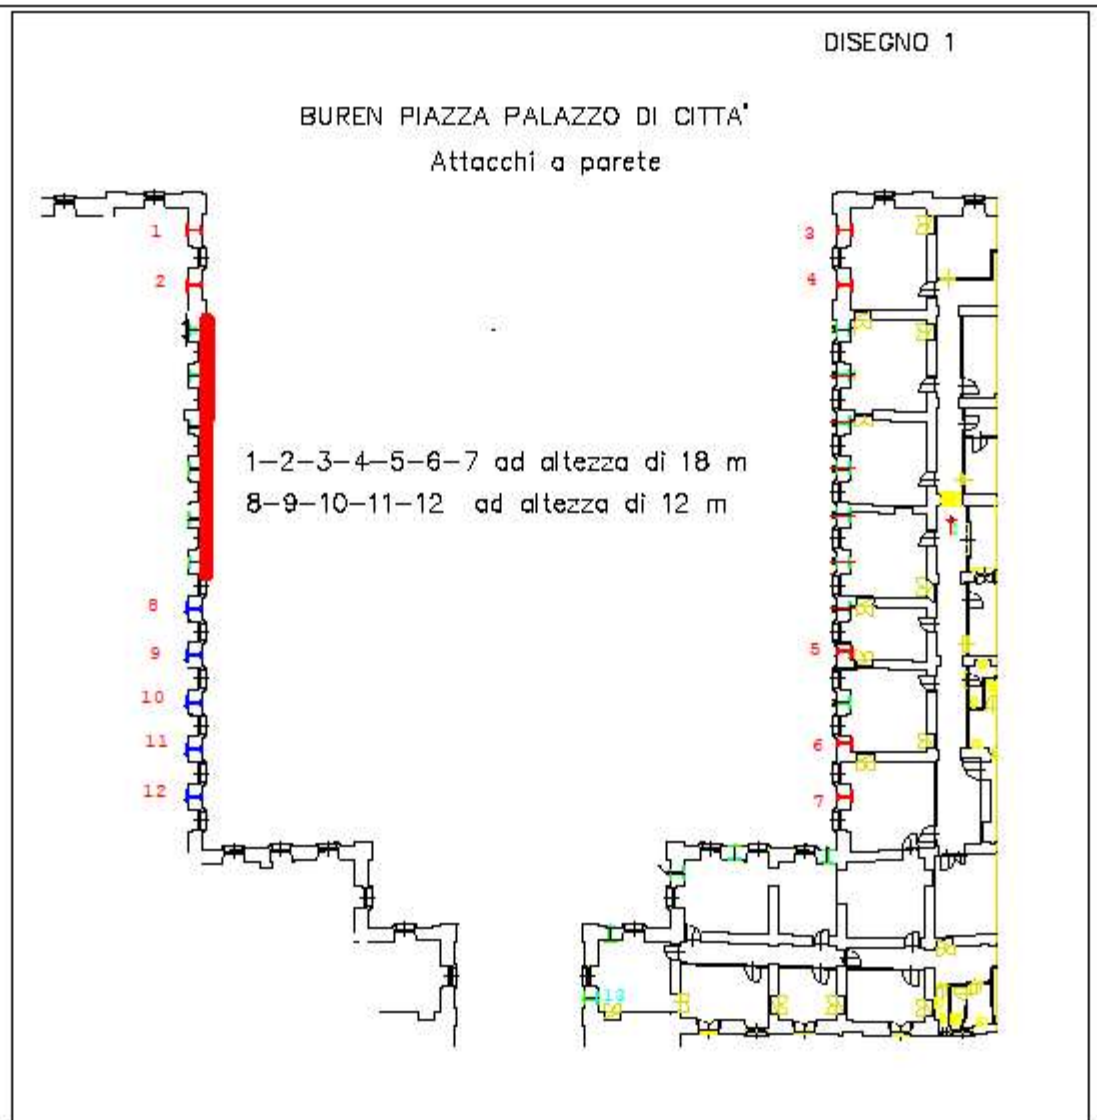 DISEGNO 1
BUREN PIAZZA PALAZZO DI CITTA'
Attacchi a parete
1
3
2
4
1-2-3-4-5-6-7 ad altezza di 18 m
8-9-10-11-12 ad altezza di 12 m
8
9
5
10
11
6
12
7
13